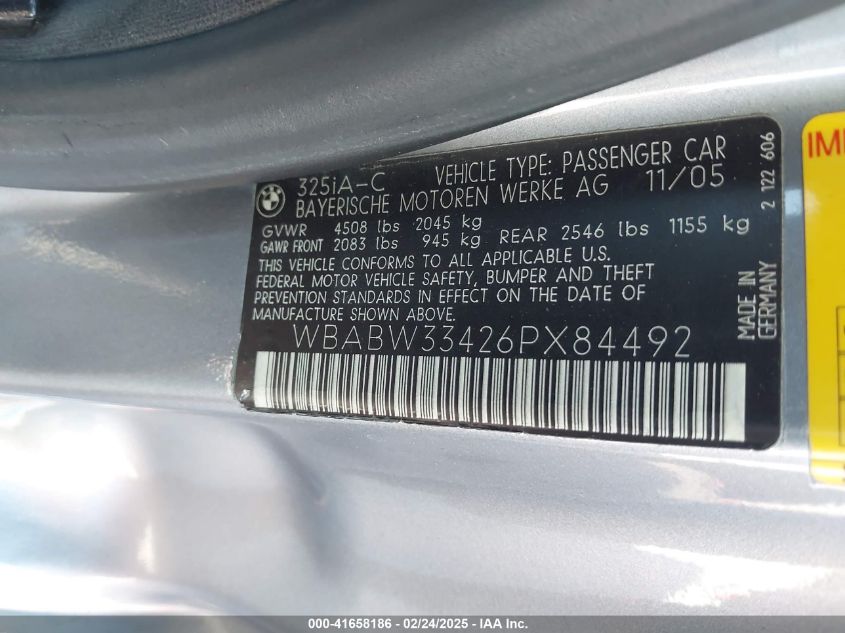 325iA-C VEHICLE TYPE: PASSENGER CAR
BAYERISCHE MOTOREN WERKE AG 11/05
GVWR 4508 lbs 2045 kg
GAWR FRONT 2083 lbs 945 kg REAR 2546 lbs 1155 kg
THIS VEHICLE CONFORMS TO ALL APPLICABLE U.S.
FEDERAL MOTOR VEHICLE SAFETY, BUMPER AND THEFT
PREVENTION STANDARDS IN EFFECT ON THE DATE OF
MANUFACTURE SHOWN ABOVE.
WBABW33426PX84492
MADE IN
GERMANY
2 122 606
BMW
000-41658186 - 02/24/2025 - IAA Inc.